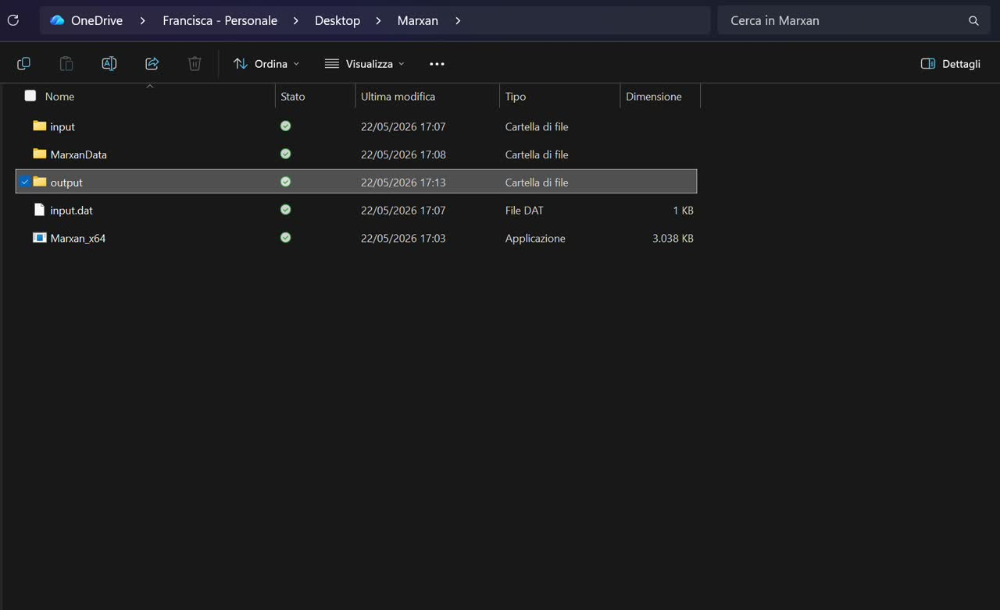 OneDrive > Francisca - Personale > Desktop > Marxan > Cerca in Marxan
Ordina Visualizza ••• Dettagli
Nome Stato Ultima modifica Tipo Dimensione
input 22/05/2026 17:07 Cartella di file
MarxanData 22/05/2026 17:08 Cartella di file
output 22/05/2026 17:13 Cartella di file
input.dat 22/05/2026 17:07 File DAT 1 KB
Marxan_x64 22/05/2026 17:03 Applicazione 3.038 KB